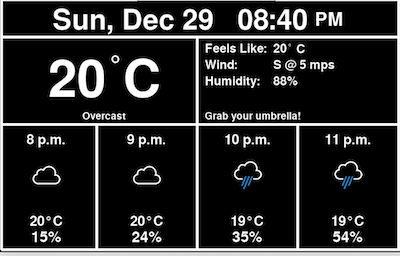 Sun, Dec 29 08:40 PM
20°C
Overcast
Feels Like: 20° C
Wind: S @ 5 mps
Humidity: 88%
Grab your umbrella!
8 p.m. 9 p.m. 10 p.m. 11 p.m.
20°C 20°C 19°C 19°C
15% 24% 35% 54%